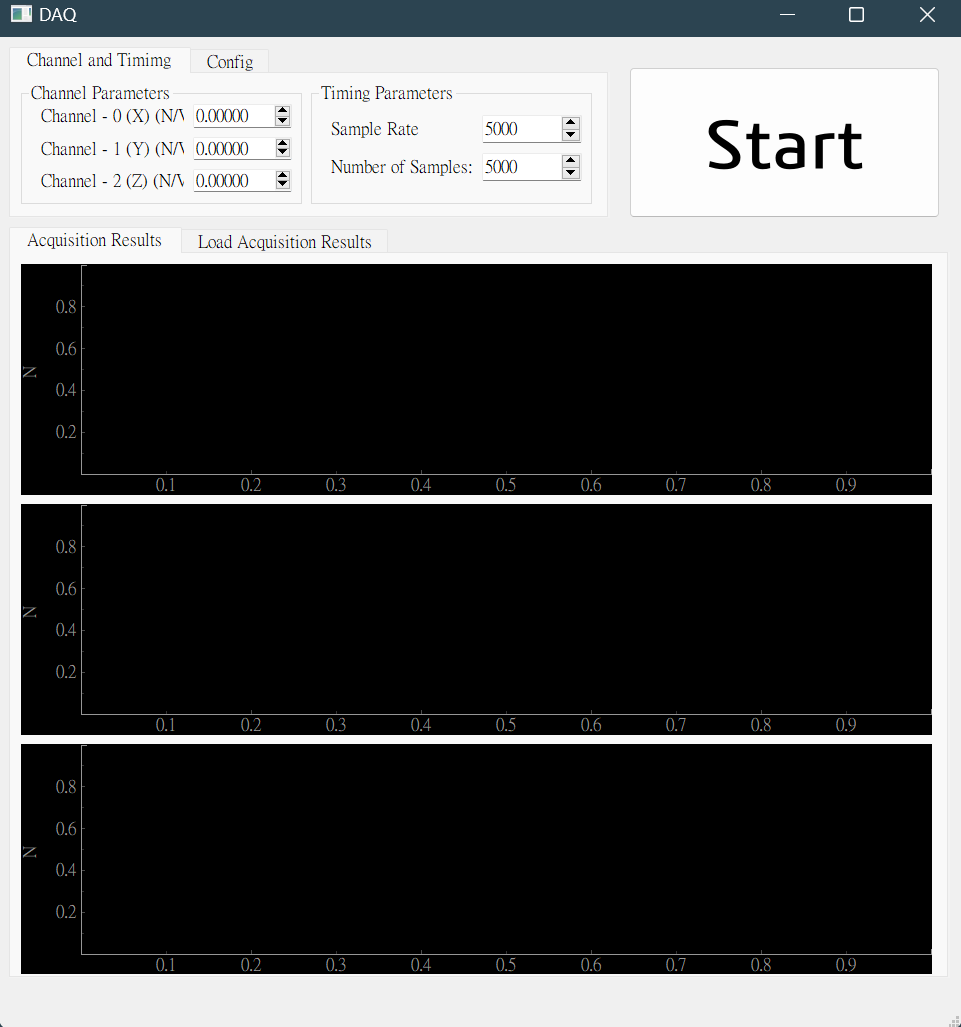 DAQ
Channel and Timimg
Config
Channel Parameters
Channel - 0 (X) (N/V
0.00000
Channel - 1 (Y) (N/V
0.00000
Channel - 2 (Z) (N/V
0.00000
Timing Parameters
Sample Rate
5000
Number of Samples:
5000
Start
Acquisition Results
Load Acquisition Results
0.8
0.6
N
0.4
0.2
0.1 0.2 0.3 0.4 0.5 0.6 0.7 0.8 0.9
0.8
0.6
N
0.4
0.2
0.1 0.2 0.3 0.4 0.5 0.6 0.7 0.8 0.9
0.8
0.6
N
0.4
0.2
0.1 0.2 0.3 0.4 0.5 0.6 0.7 0.8 0.9